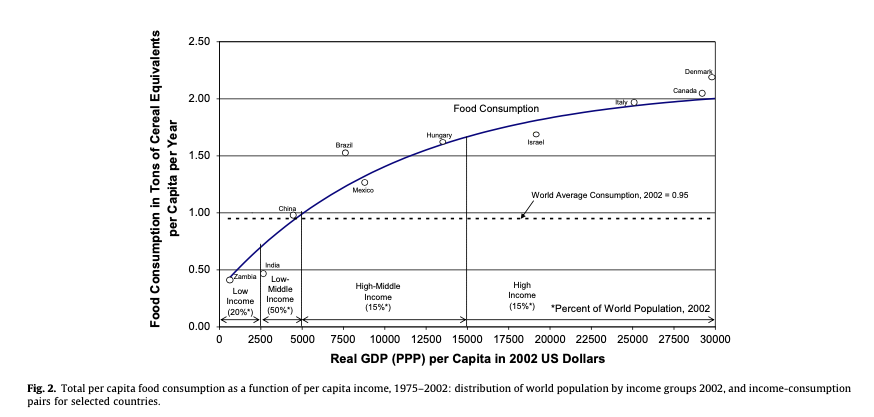 Food Consumption in Tons of Cereal Equivalents
per Capita per Year
2.50
2.00
1.50
1.00
0.50
0.00
Denmark
Canada
Italy
Food Consumption
Israel
Hungary
Brazil
Mexico
World Average Consumption, 2002 = 0.95
China
India
Zambia
Low
Income
(20%*)
Low-
Middle
Income
(50%*)
High-Middle
Income
(15%*)
High
Income
(15%*)
*Percent of World Population, 2002
0 2500 5000 7500 10000 12500 15000 17500 20000 22500 25000 27500 30000
Real GDP (PPP) per Capita in 2002 US Dollars
Fig. 2. Total per capita food consumption as a function of per capita income, 1975–2002: distribution of world population by income groups 2002, and income–consumption
pairs for selected countries.